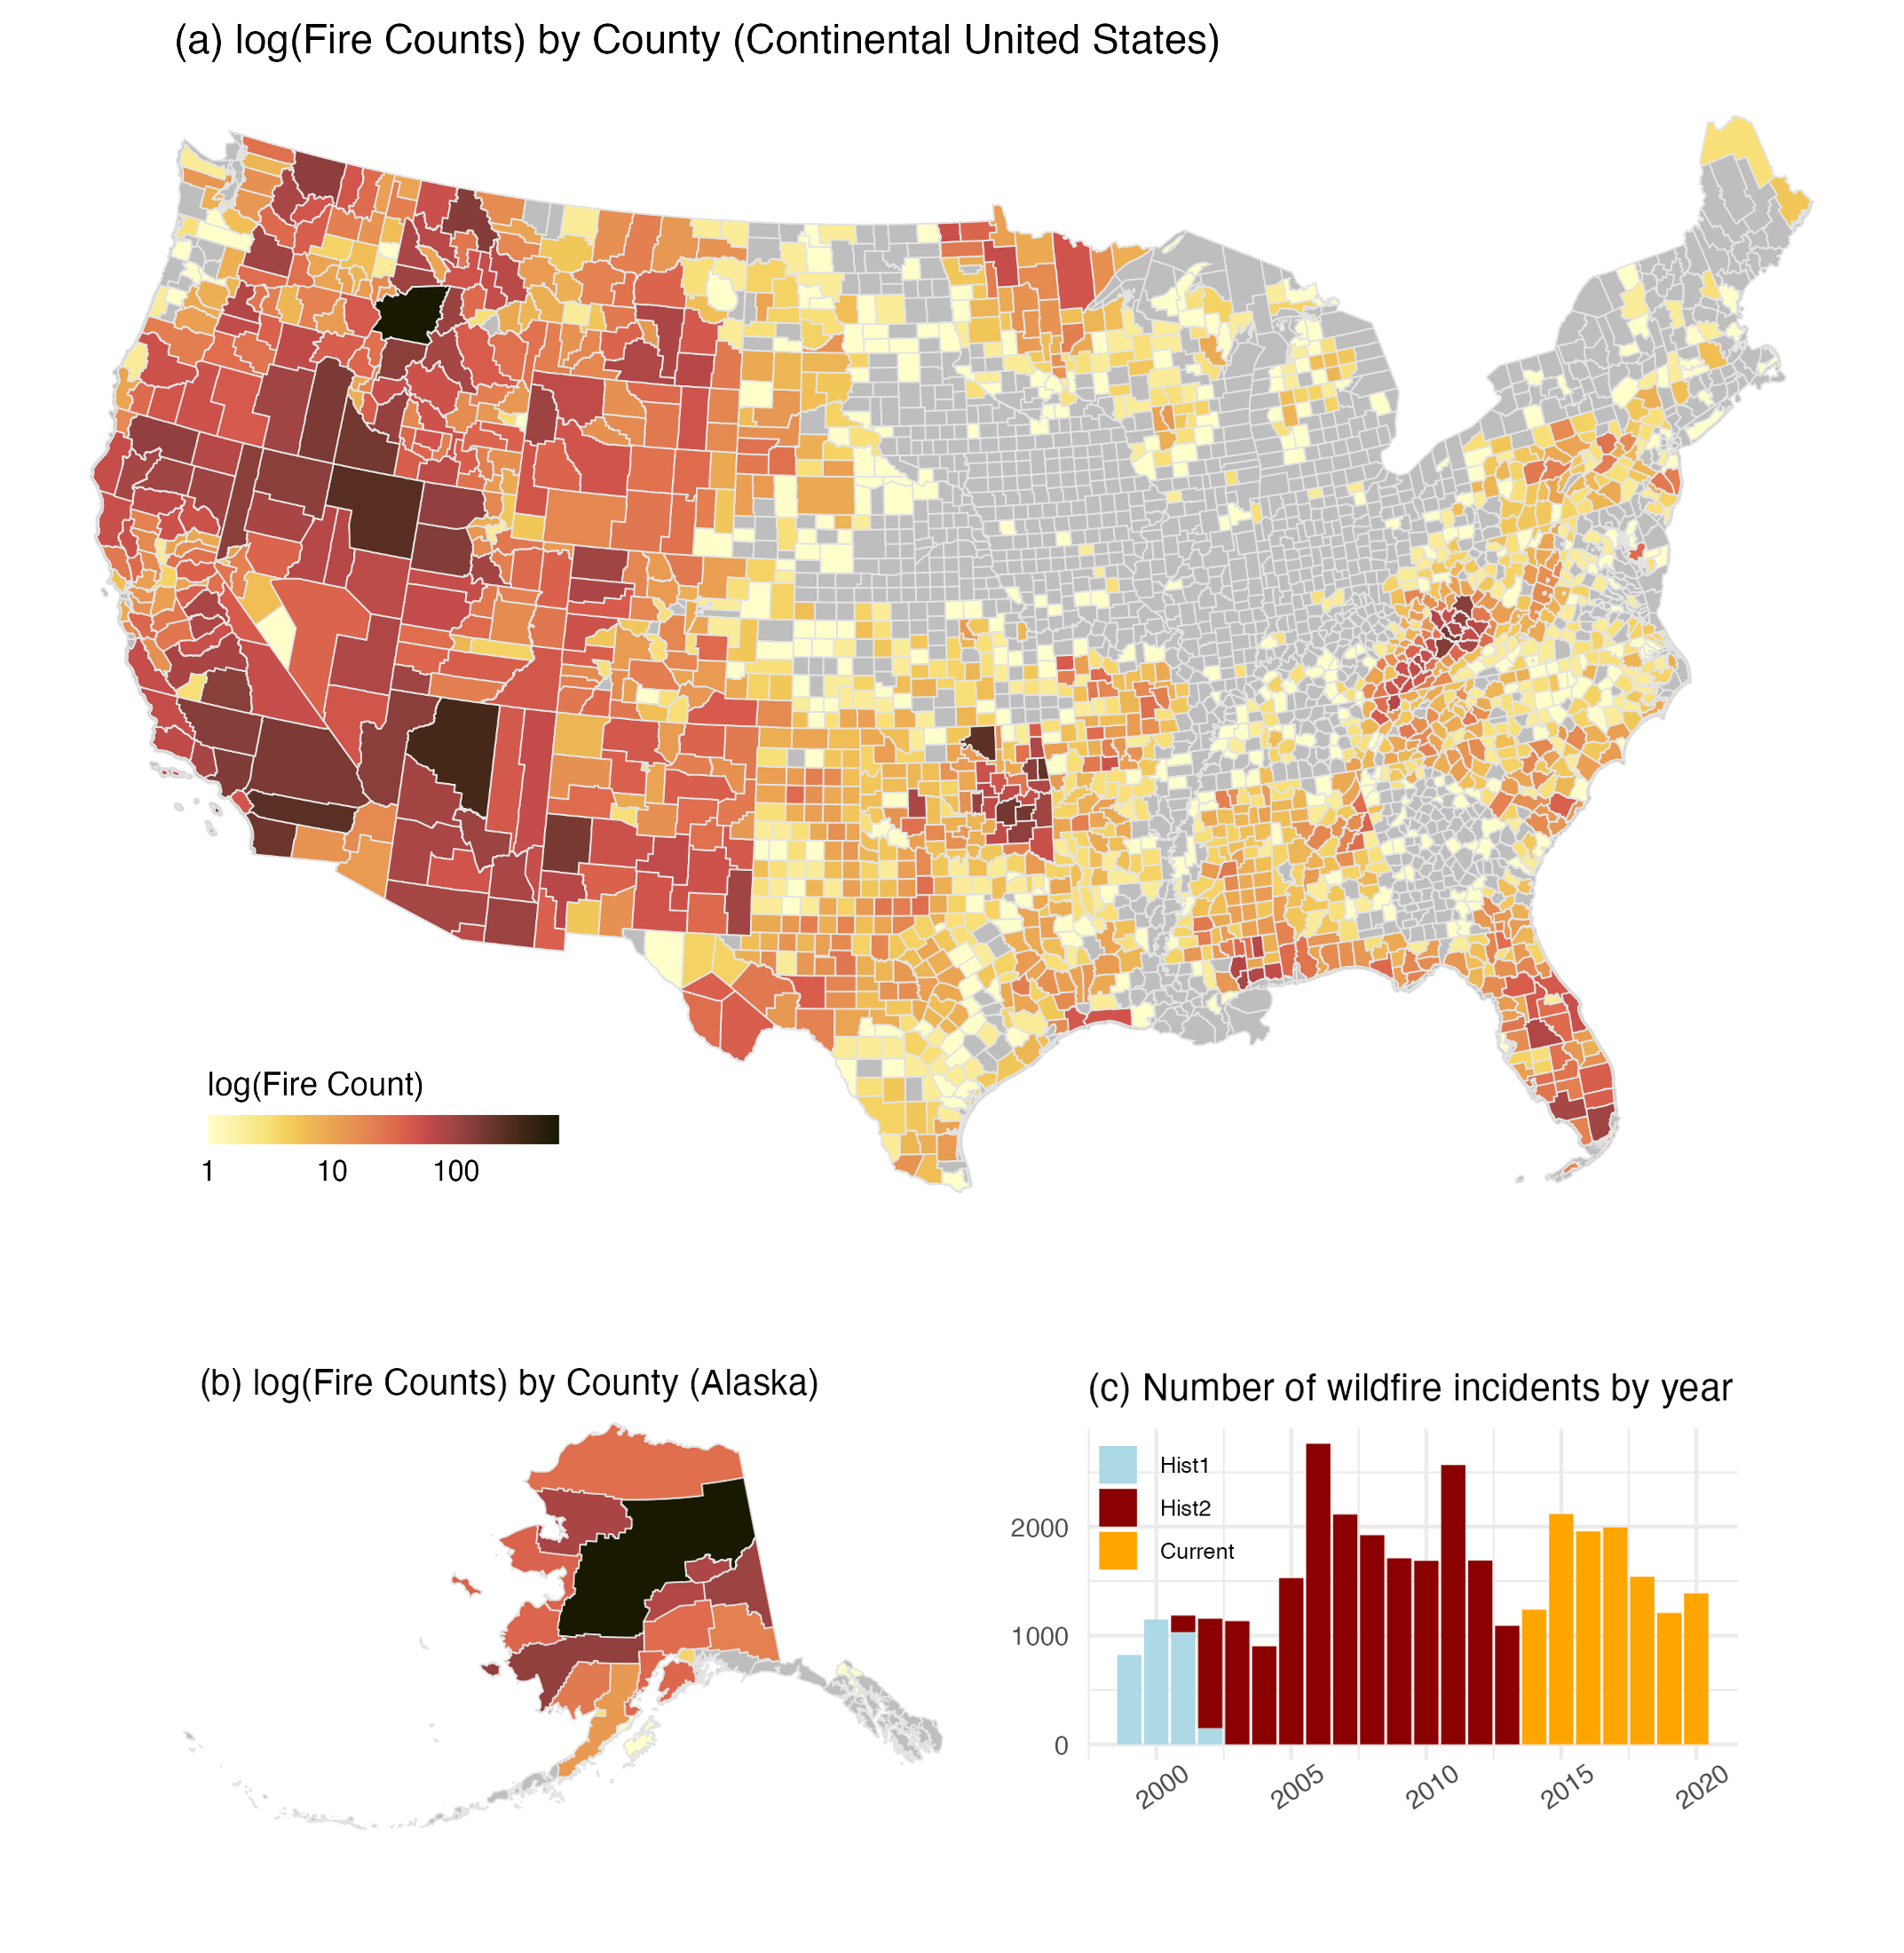 (a) log(Fire Counts) by County (Continental United States)
log(Fire Count)
1 10 100
(b) log(Fire Counts) by County (Alaska)
(c) Number of wildfire incidents by year
Hist1
Hist2
Current
2000
1000
0
2000 2005 2010 2015 2020